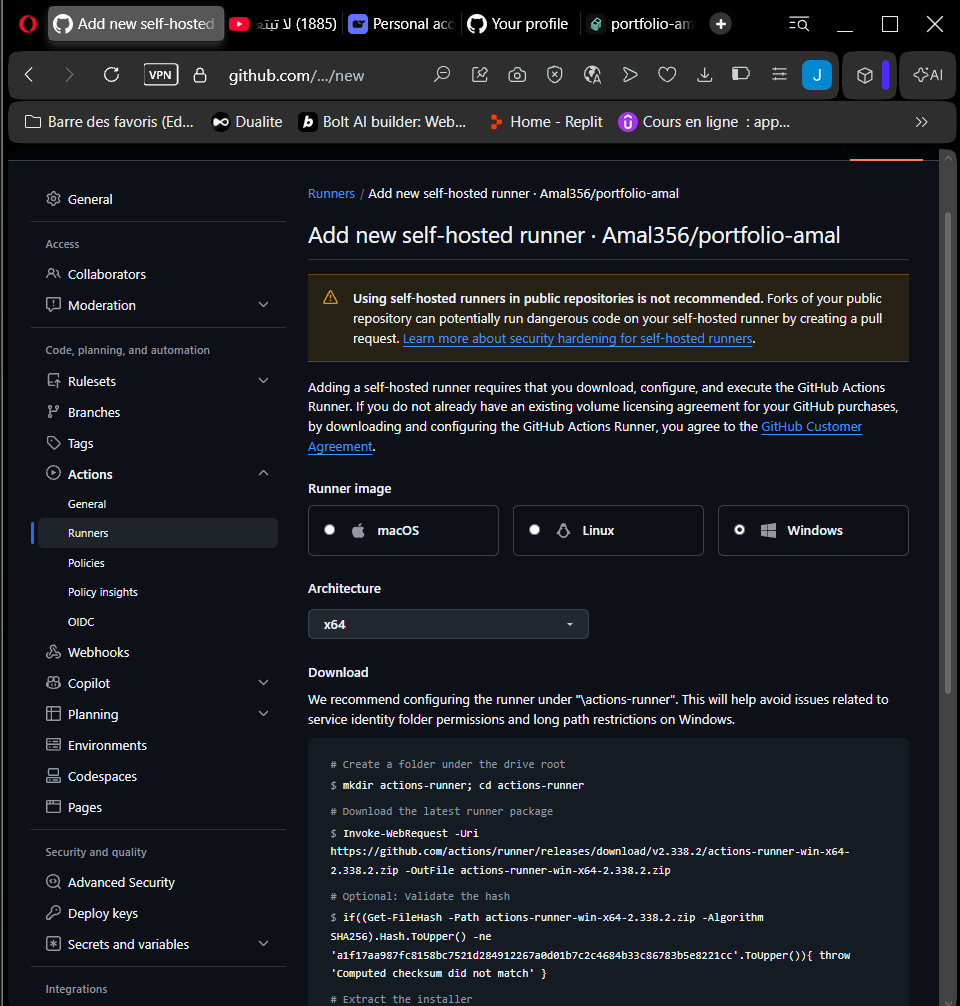 Add new self-hosted
(1885) لا تيتع
Personal acc
Your profile
portfolio-am
VPN
github.com/.../new
J
AI
Barre des favoris (Ed...
Dualite
Bolt AI builder: Web...
Home - Replit
Cours en ligne : app...
General
Access
Collaborators
Moderation
Code, planning, and automation
Rulesets
Branches
Tags
Actions
General
Runners
Policies
Policy insights
OIDC
Webhooks
Copilot
Planning
Environments
Codespaces
Pages
Security and quality
Advanced Security
Deploy keys
Secrets and variables
Integrations
Runners / Add new self-hosted runner · Amal356/portfolio-amal
Add new self-hosted runner · Amal356/portfolio-amal
Using self-hosted runners in public repositories is not recommended. Forks of your public
repository can potentially run dangerous code on your self-hosted runner by creating a pull
request. Learn more about security hardening for self-hosted runners.
Adding a self-hosted runner requires that you download, configure, and execute the GitHub Actions
Runner. If you do not already have an existing volume licensing agreement for your GitHub purchases,
by downloading and configuring the GitHub Actions Runner, you agree to the GitHub Customer
Agreement.
Runner image
macOS
Linux
Windows
Architecture
x64
Download
We recommend configuring the runner under "\actions-runner". This will help avoid issues related to
service identity folder permissions and long path restrictions on Windows.
# Create a folder under the drive root
$ mkdir actions-runner; cd actions-runner
# Download the latest runner package
$ Invoke-WebRequest -Uri
https://github.com/actions/runner/releases/download/v2.338.2/actions-runner-win-x64-
2.338.2.zip -OutFile actions-runner-win-x64-2.338.2.zip
# Optional: Validate the hash
$ if((Get-FileHash -Path actions-runner-win-x64-2.338.2.zip -Algorithm
SHA256).Hash.ToUpper() -ne
'a1f17aa987fc8158bc7521d284912267a0d01b7c2c4684b33c86783b5e8221cc'.ToUpper()){ throw
'Computed checksum did not match' }
# Extract the installer